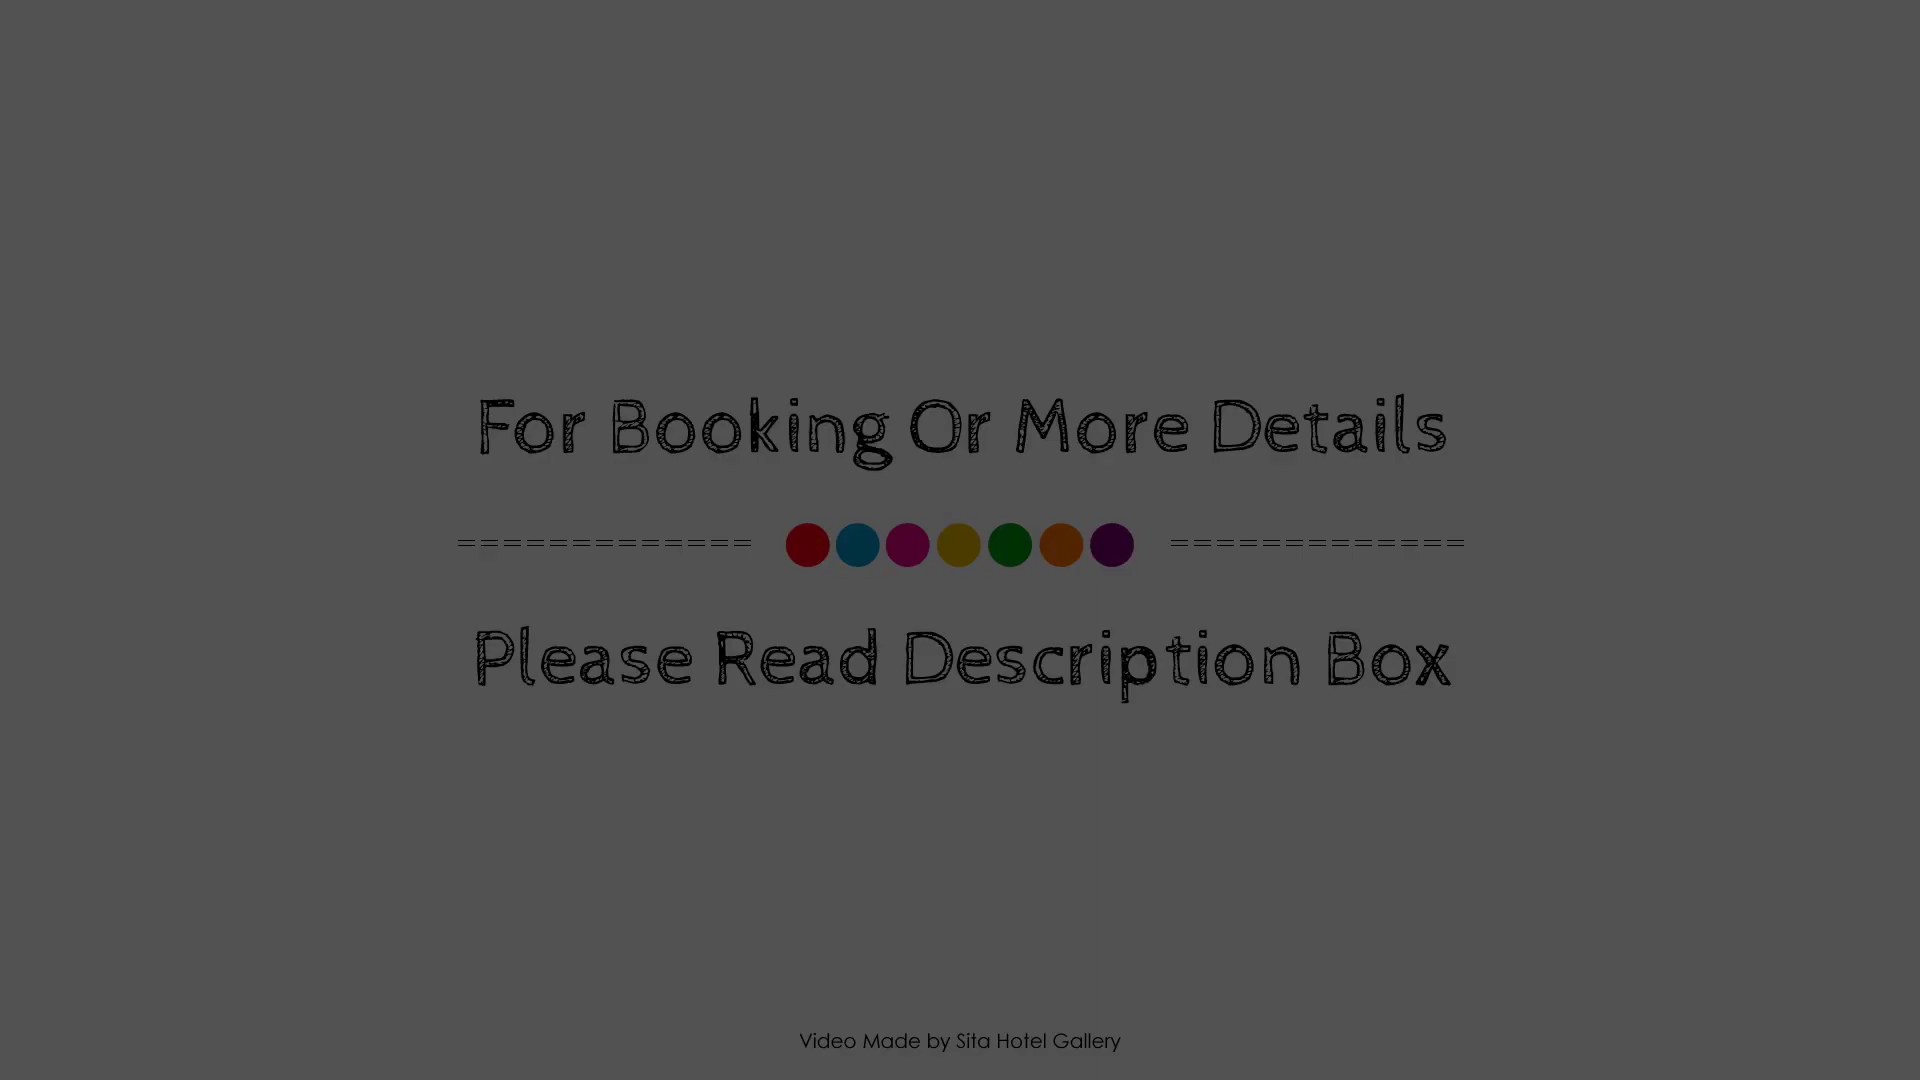 For Booking Or More Details
============= =============
Please Read Description Box
Video Made by Sita Hotel Gallery